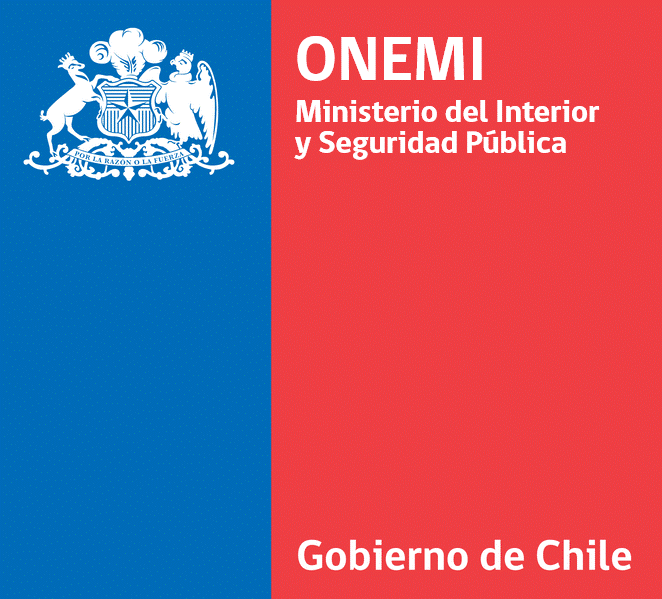 POR LA RAZÓN O LA FUERZA
ONEMI
Ministerio del Interior
y Seguridad Pública
Gobierno de Chile